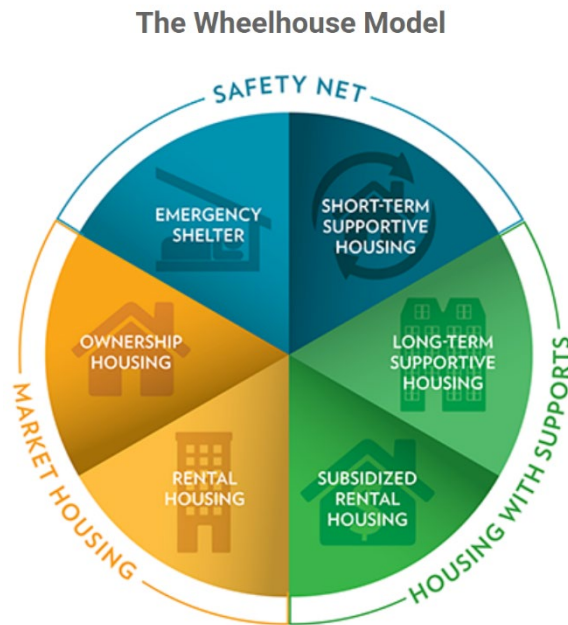 The Wheelhouse Model
SAFETY NET
EMERGENCY
SHELTER
SHORT-TERM
SUPPORTIVE
HOUSING
OWNERSHIP
HOUSING
LONG-TERM
SUPPORTIVE
HOUSING
RENTAL
HOUSING
SUBSIDIZED
RENTAL
HOUSING
MARKET HOUSING
HOUSING WITH SUPPORTS